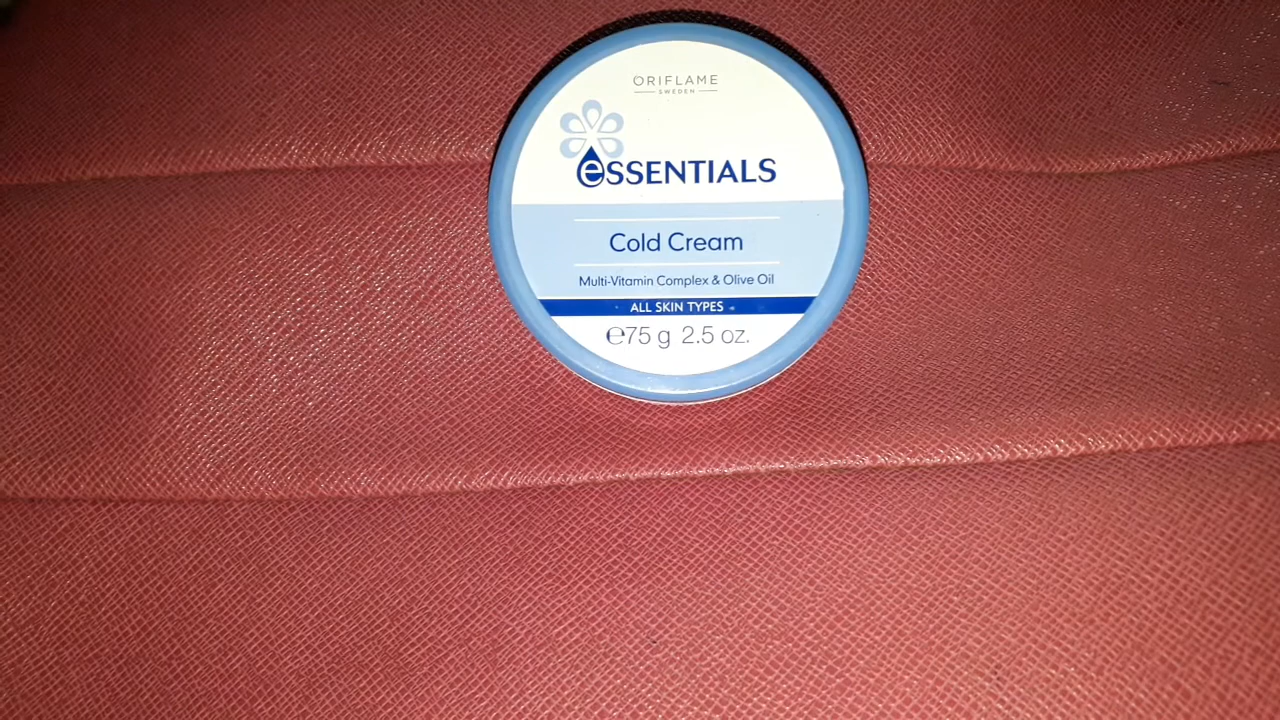 ORIFLAME
SWEDEN
eSSENTIALS
Cold Cream
Multi-Vitamin Complex & Olive Oil
ALL SKIN TYPES
℮75 g 2.5 oz.